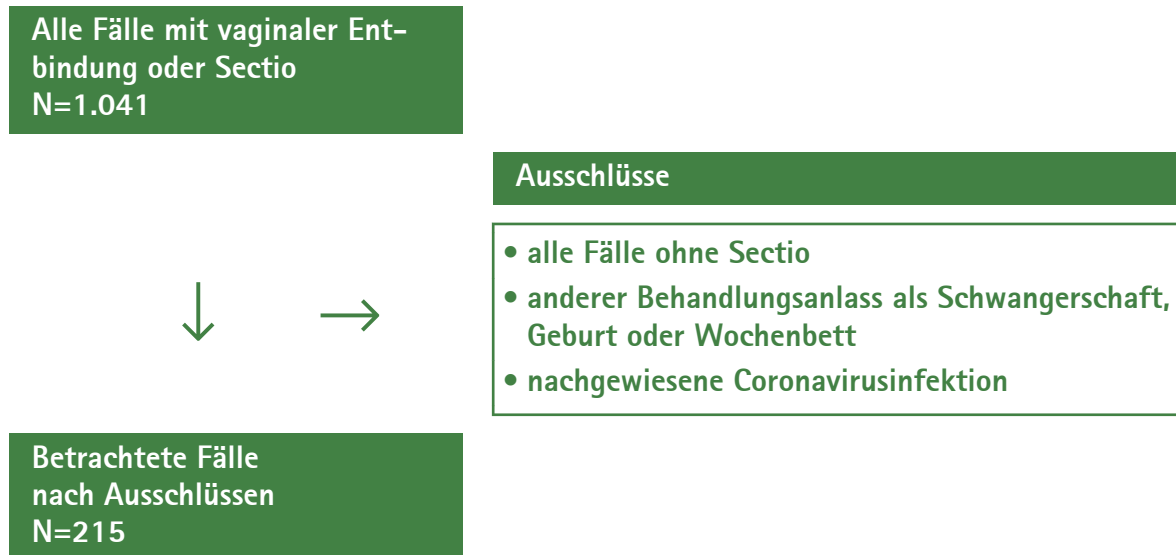 Alle Fälle mit vaginaler Ent-
bindung oder Sectio
N=1.041
Ausschlüsse
• alle Fälle ohne Sectio
• anderer Behandlungsanlass als Schwangerschaft,
Geburt oder Wochenbett
• nachgewiesene Coronavirusinfektion
Betrachtete Fälle
nach Ausschlüssen
N=215